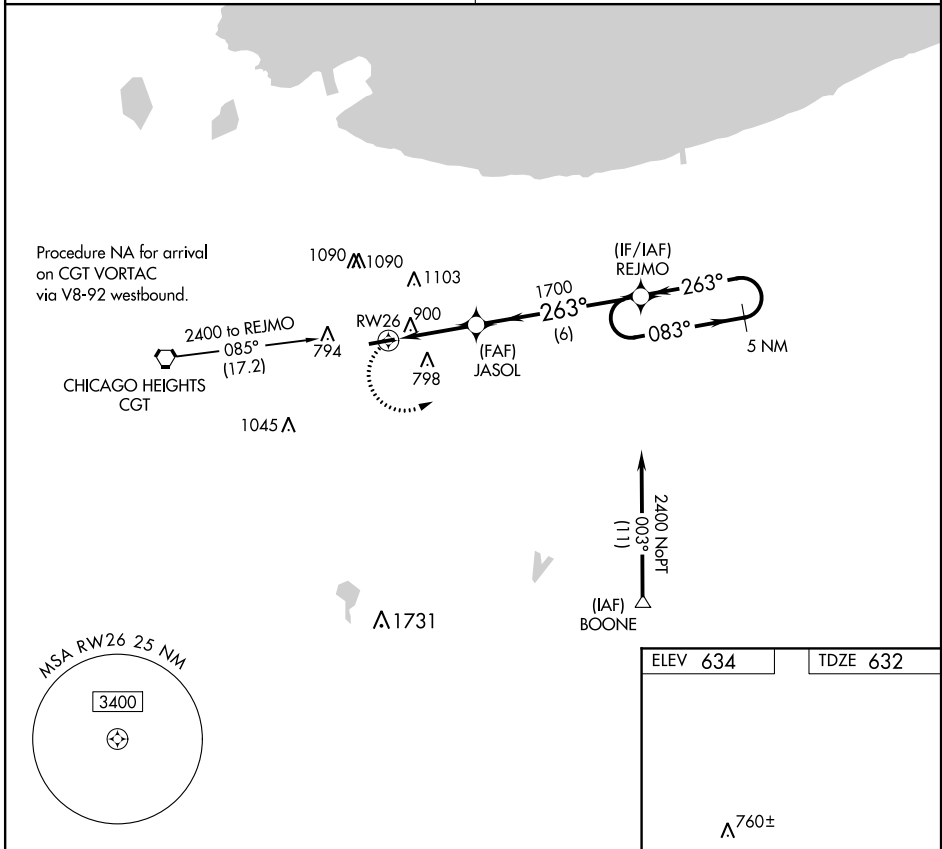 Procedure NA for arrival
on CGT VORTAC
via V8-92 westbound.
1090
1090
1103
(IF/IAF)
REJMO
1700
263°
263°
(6)
083°
5 NM
900
RW26
2400 to REJMO
085°
(17.2)
794
(FAF)
JASOL
798
CHICAGO HEIGHTS
CGT
1045
2400 NoPT
003°
(11)
(IAF)
BOONE
1731
MSA RW26 25 NM
3400
ELEV 634
TDZE 632
760±